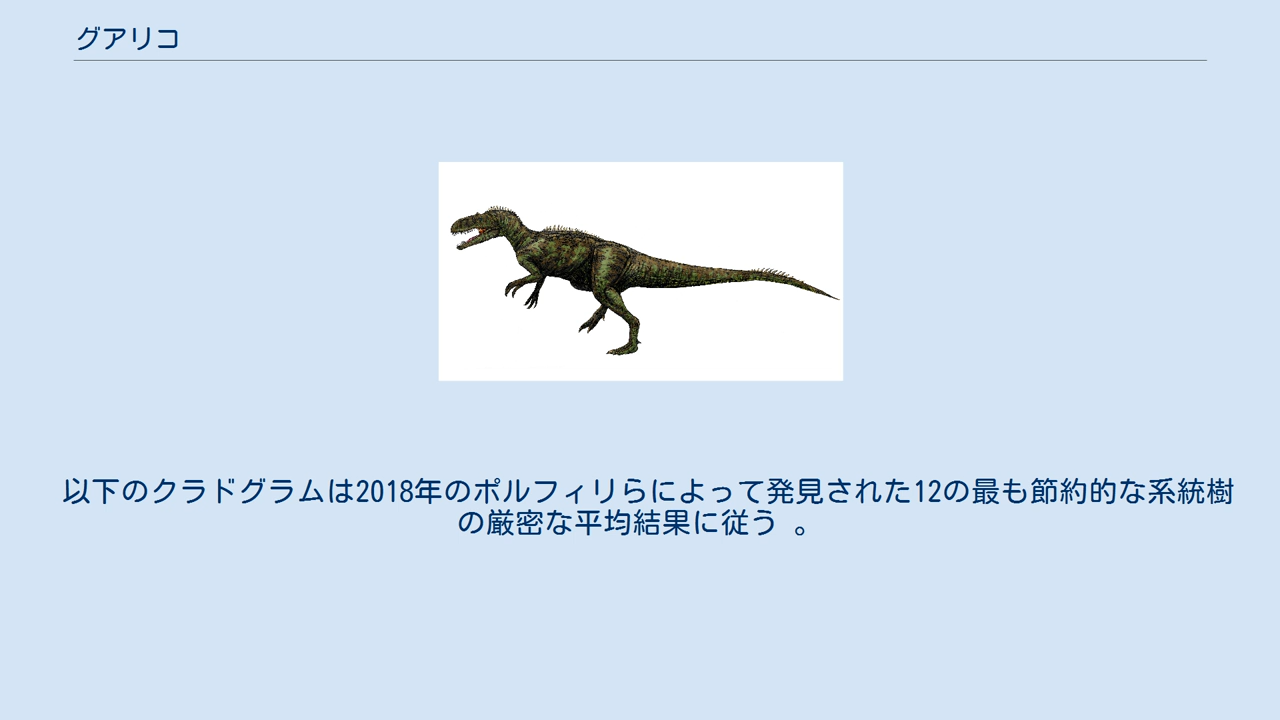 グアリコ
以下のクラドグラムは2018年のポルフィリらによって発見された12の最も節約的な系統樹
の厳密な平均結果に従う 。